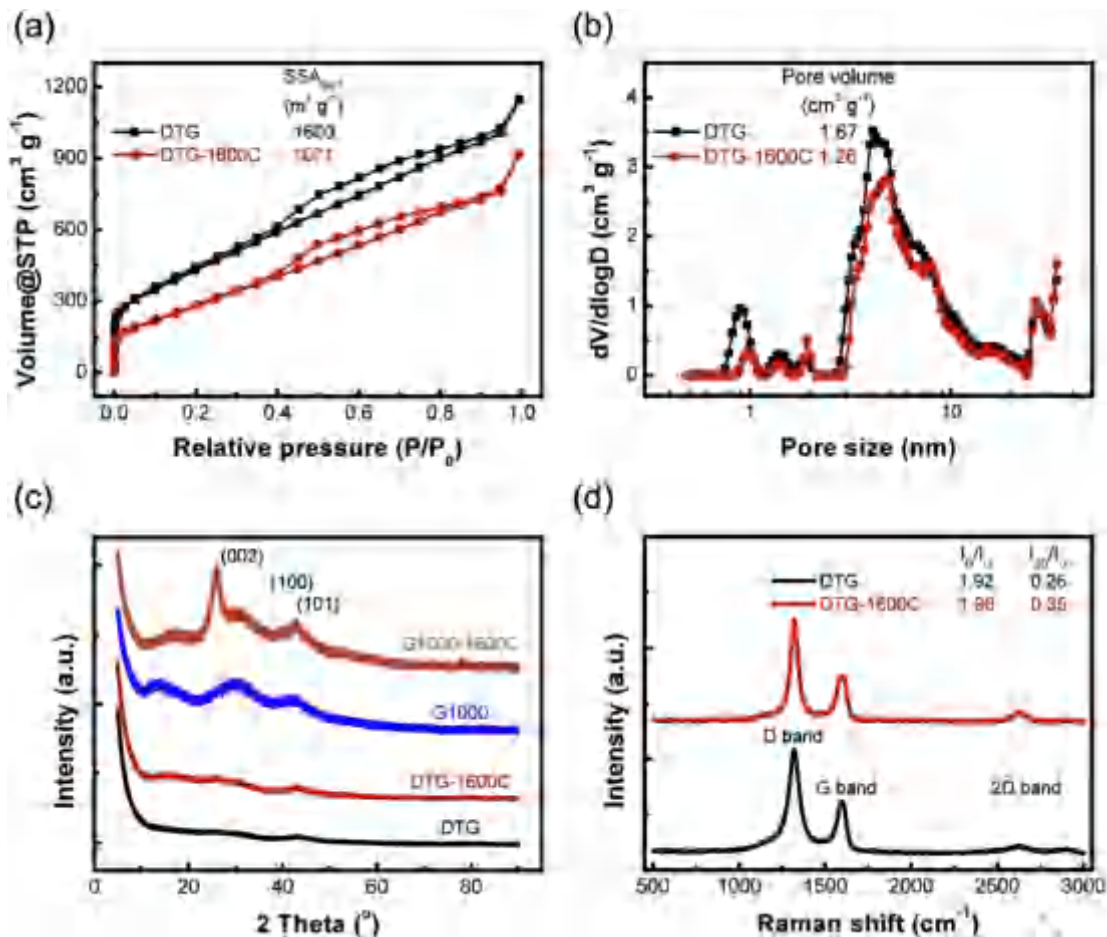 (a)
Volume@STP (cm³ g⁻¹)
1200
900
600
300
0
SSA
(m² g⁻¹)
DTG 1600
DTG-1600C
0.0 0.2 0.4 0.6 0.8 1.0
Relative pressure (P/P₀)
(b)
dV/dlogD (cm³ g⁻¹)
4
3
2
1
0
Pore volume
(cm³ g⁻¹)
DTG 1.67
DTG-1600C 1.26
1 10
Pore size (nm)
(c)
Intensity (a.u.)
(002)
(100)
(101)
G1000-1600C
G1000
DTG-1600C
DTG
0 20 40 60 80
2 Theta (°)
(d)
Intensity (a.u.)
DTG 1.92 0.26
DTG-1600C 1.96 0.35
D band
G band
2D band
500 1000 1500 2000 2500 3000
Raman shift (cm⁻¹)